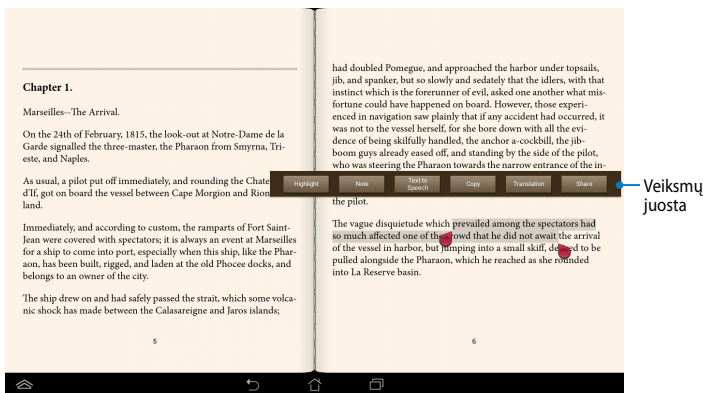 Chapter 1.
Marseilles--The Arrival.
On the 24th of February, 1815, the look-out at Notre-Dame de la
Garde signalled the three-master, the Pharaon from Smyrna, Tri-
este, and Naples.
As usual, a pilot put off immediately, and rounding the Chate
d'If, got on board the vessel between Cape Morgion and Rion
land.
Immediately, and according to custom, the ramparts of Fort Saint-
Jean were covered with spectators; it is always an event at Marseilles
for a ship to come into port, especially when this ship, like the Phar-
aon, has been built, rigged, and laden at the old Phocee docks, and
belongs to an owner of the city.
The ship drew on and had safely passed the strait, which some volca-
nic shock has made between the Calasareigne and Jaros islands;
5
had doubled Pomegue, and approached the harbor under topsails,
jib, and spanker, but so slowly and sedately that the idlers, with that
instinct which is the forerunner of evil, asked one another what mis-
fortune could have happened on board. However, those experi-
enced in navigation saw plainly that if any accident had occurred, it
was not to the vessel herself, for she bore down with all the evi-
dence of being skilfully handled, the anchor a-cockbill, the jib-
boom guys already eased off, and standing by the side of the pilot,
who was steering the Pharaon towards the narrow entrance of the in-
Highlight
Note
Text to
Speech
Copy
Translation
Share
the pilot.
The vague disquietude which prevailed among the spectators had
so much affected one of the crowd that he did not await the arrival
of the vessel in harbor, but jumping into a small skiff, desired to be
pulled alongside the Pharaon, which he reached as she rounded
into La Reserve basin.
6
Veiksmų
juosta